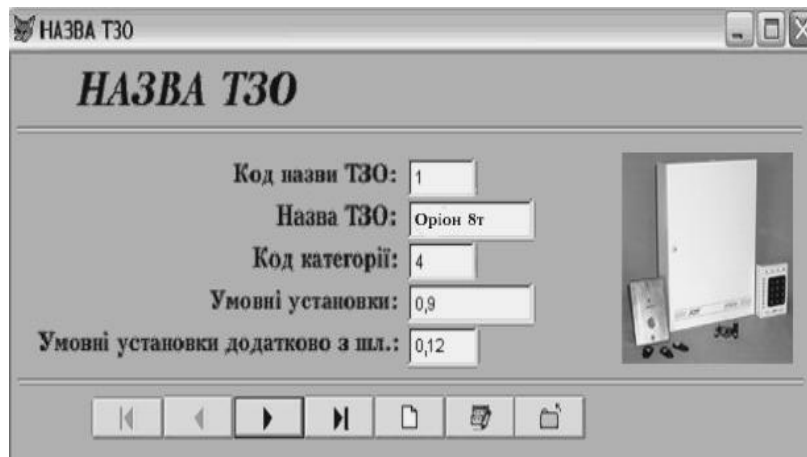 НАЗВА ТЗО
НАЗВА ТЗО
Код назви ТЗО: 1
Назва ТЗО: Оріон 8т
Код категорії: 4
Умовні установки: 0,9
Умовні установки додатково з шл.: 0,12